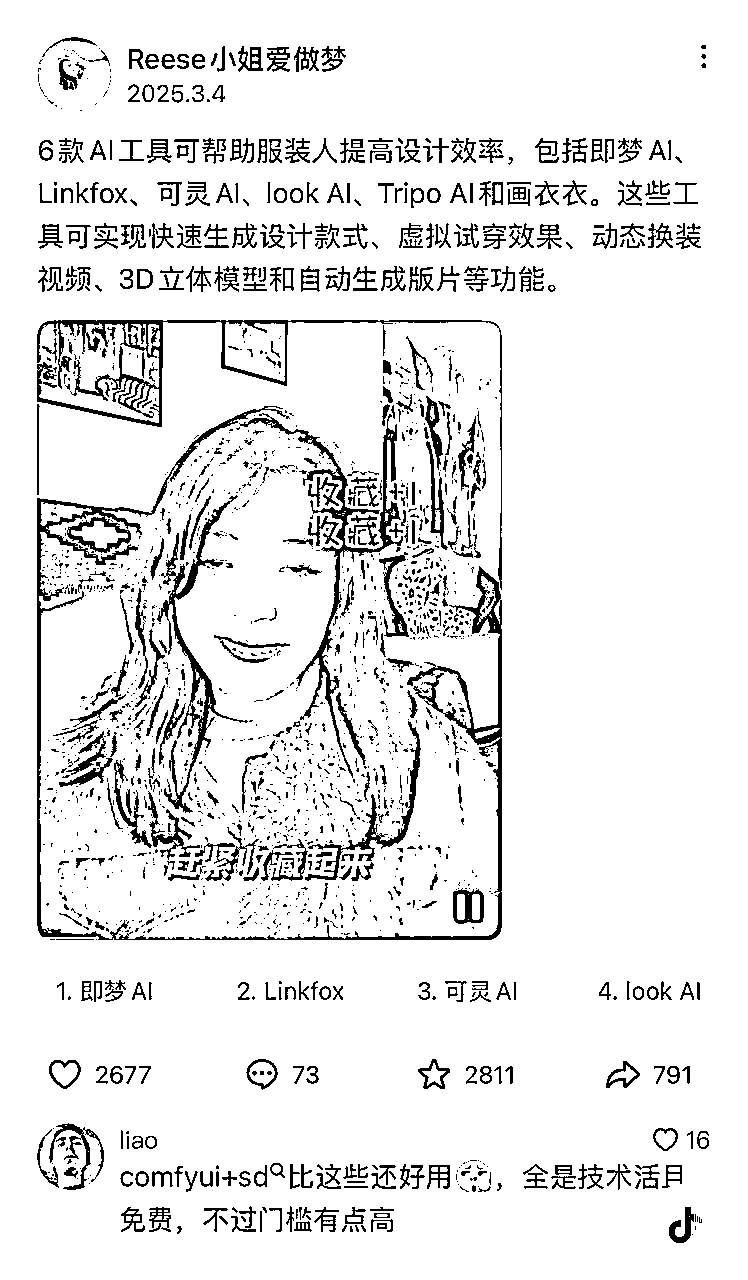 Reese小姐爱做梦
2025.3.4
6款AI工具可帮助服装人提高设计效率，包括即梦AI、
Linkfox、可灵AI、look AI、Tripo AI和画衣衣。这些工
具可实现快速生成设计款式、虚拟试穿效果、动态换装
视频、3D立体模型和自动生成版片等功能。
收藏
收藏
赶紧收藏起来
1. 即梦AI 2. Linkfox 3. 可灵AI 4. look AI
2677 73 2811 791
liao 16
comfyui+sd比这些还好用，全是技术活且
免费，不过门槛有点高